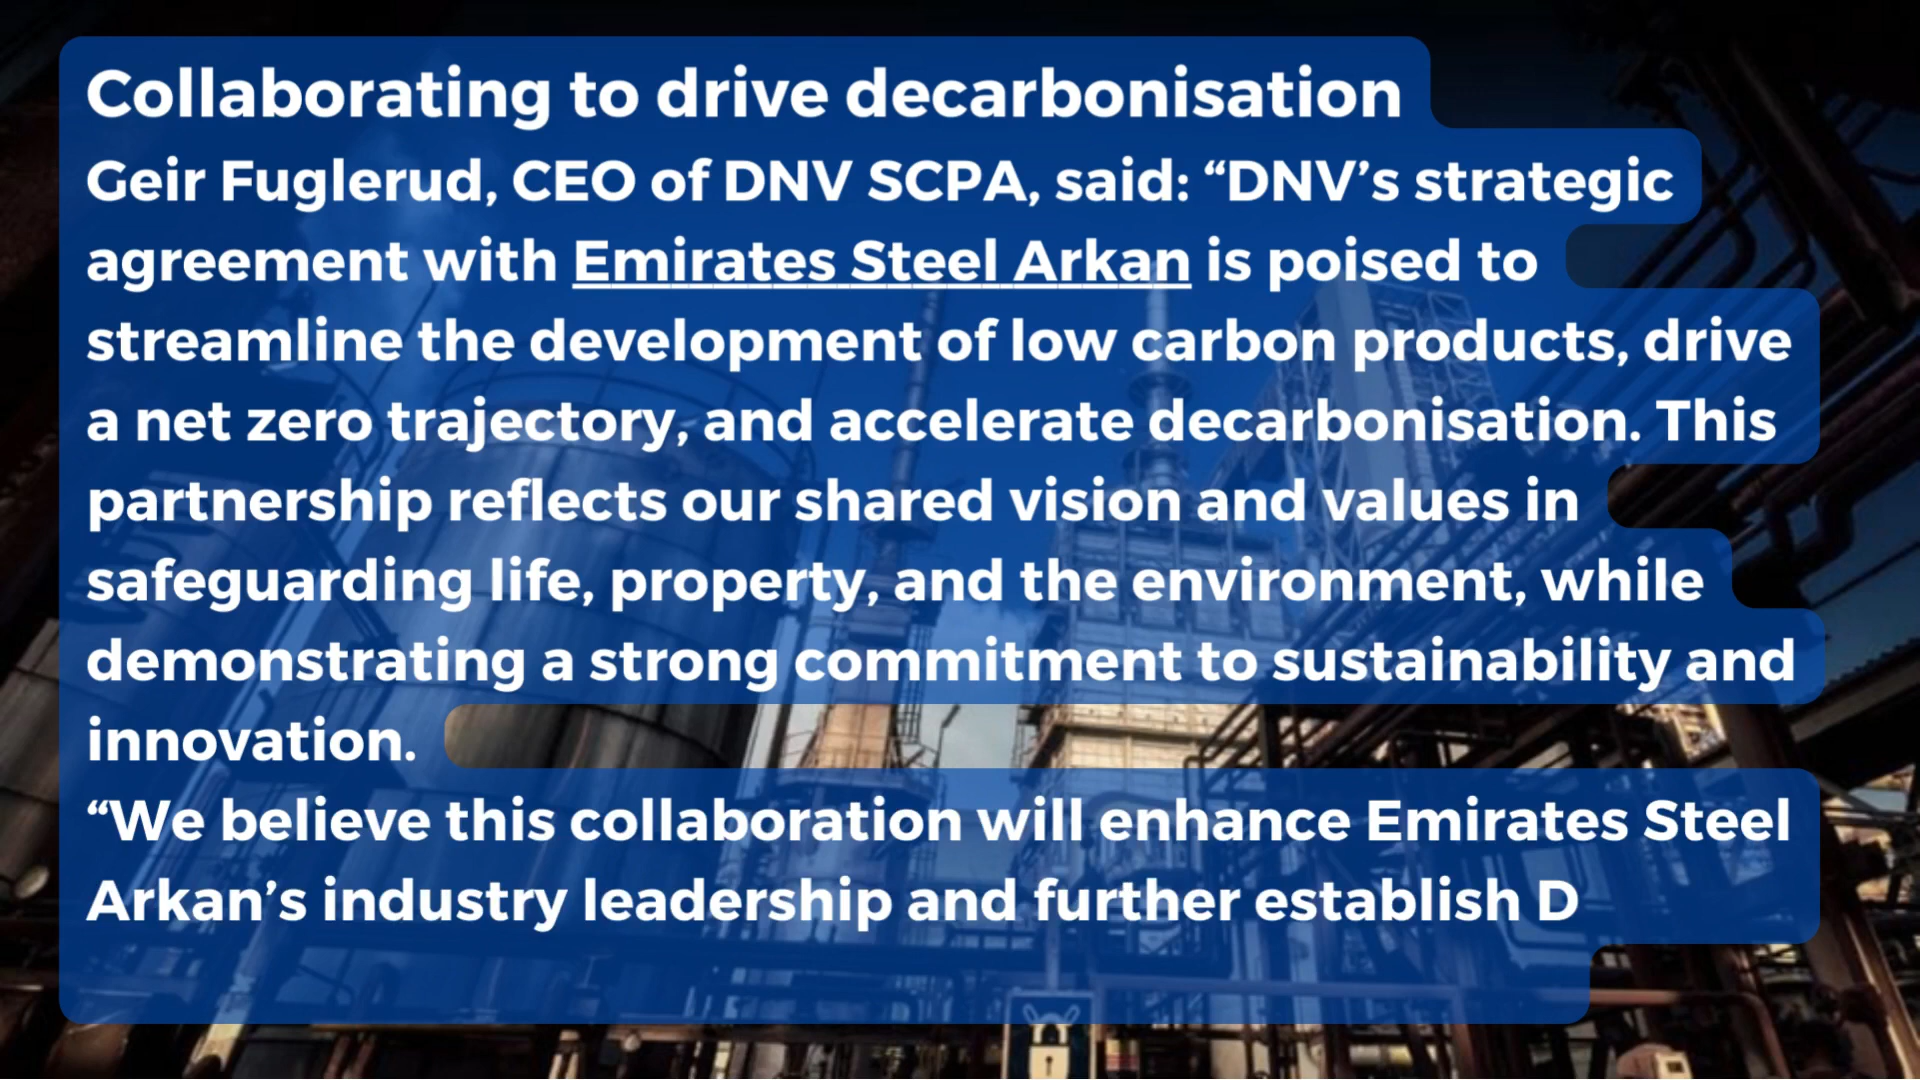 Collaborating to drive decarbonisation
Geir Fuglerud, CEO of DNV SCPA, said: “DNV’s strategic
agreement with Emirates Steel Arkan is poised to
streamline the development of low carbon products, drive
a net zero trajectory, and accelerate decarbonisation. This
partnership reflects our shared vision and values in
safeguarding life, property, and the environment, while
demonstrating a strong commitment to sustainability and
innovation.
“We believe this collaboration will enhance Emirates Steel
Arkan’s industry leadership and further establish D